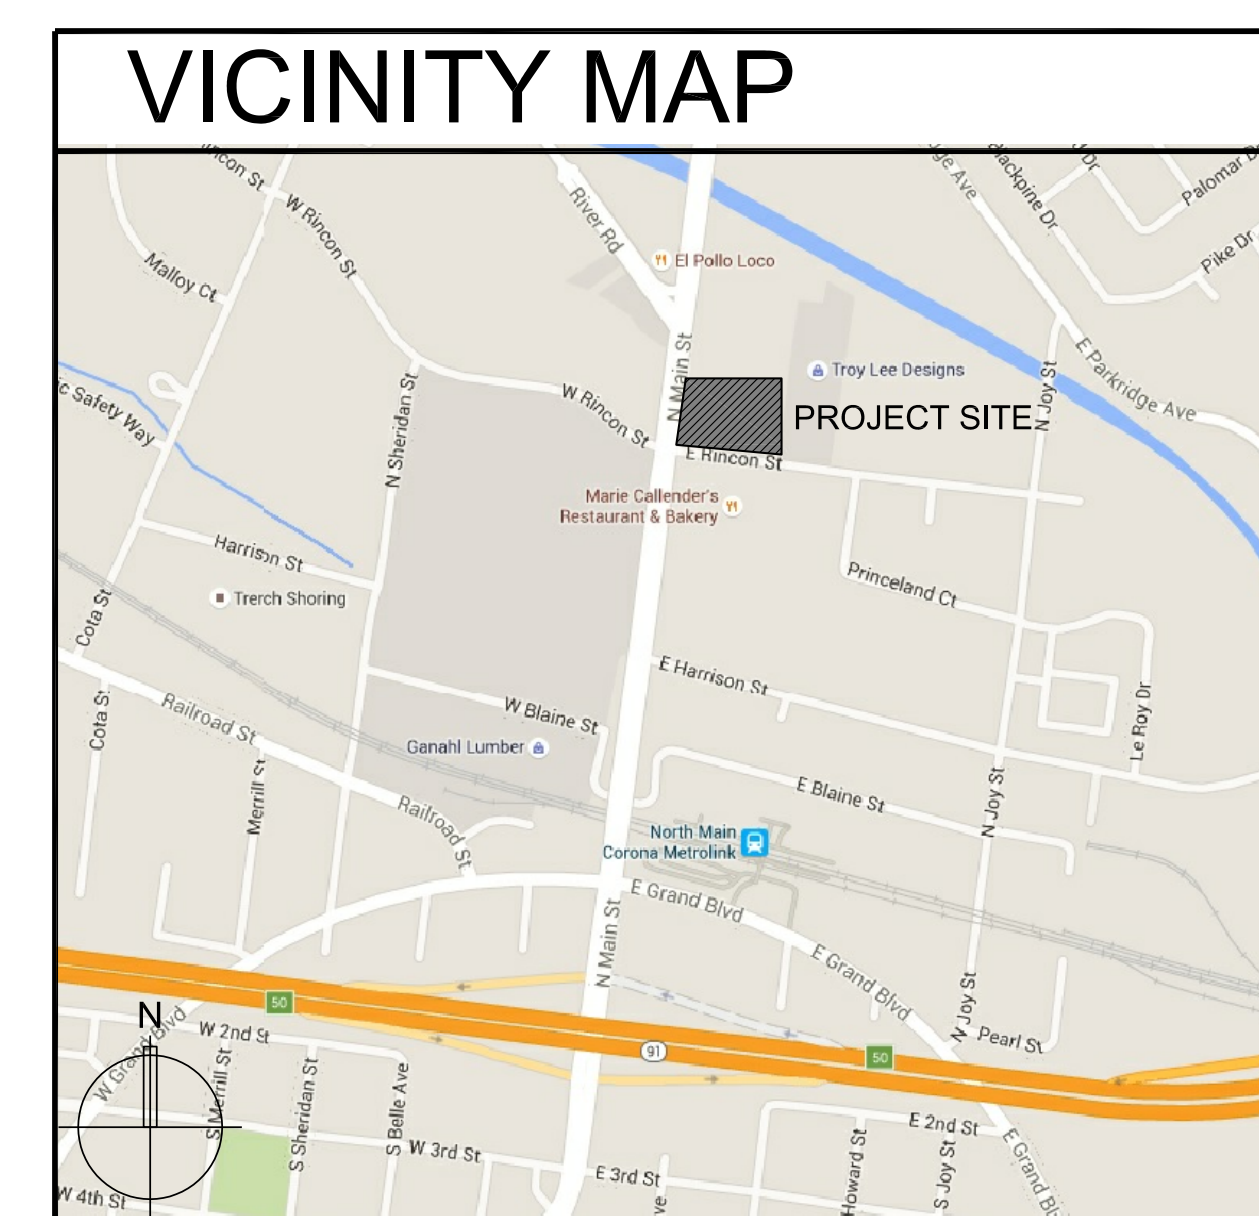 VICINITY MAP
W Rincon St
Malloy Ct
River Rd
El Pollo Loco
Blackpine Dr
Palomar
Pike Dr
N Main St
Troy Lee Designs
N Joy St
E Parkridge Ave
PROJECT SITE
W Rincon St
E Rincon St
N Sheridan St
Safety Way
Marie Callender's
Restaurant & Bakery
Harrison St
Trerch Shoring
Princeland Ct
Cota St
E Harrison St
W Blaine St
Railroad St
Cota St
Ganahl Lumber
Le Roy Dr
Merrill St
Railroad St
E Blaine St
N Joy St
North Main
Corona Metrolink
E Grand Blvd
N Main St
E Grand Blvd
N Joy St
Pearl St
50
91
50
N
W Grand Blvd
W 2nd St
S Merrill St
S Sheridan St
S Belle Ave
W 3rd St
E 3rd St
E 2nd St
Howard St
S Joy St
E Grand
W 4th St